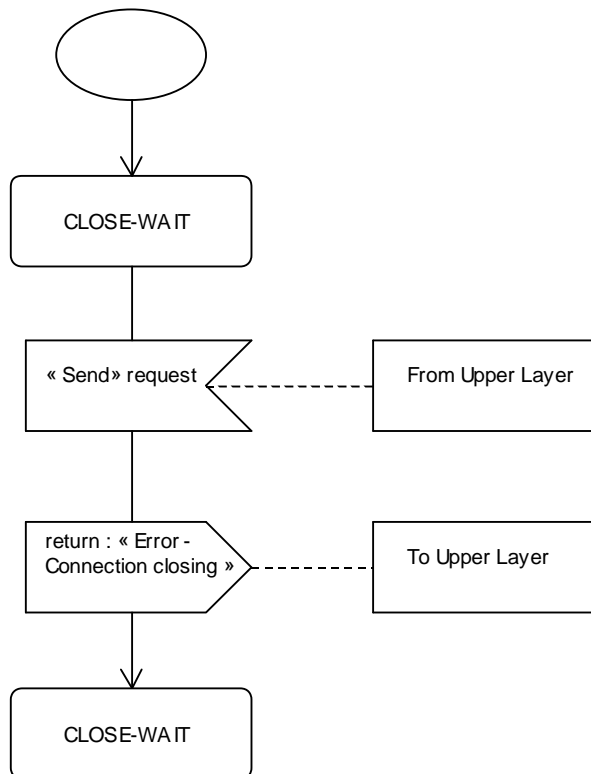 CLOSE-WAIT
« Send» request
From Upper Layer
return : « Error -
Connection closing »
To Upper Layer
CLOSE-WAIT